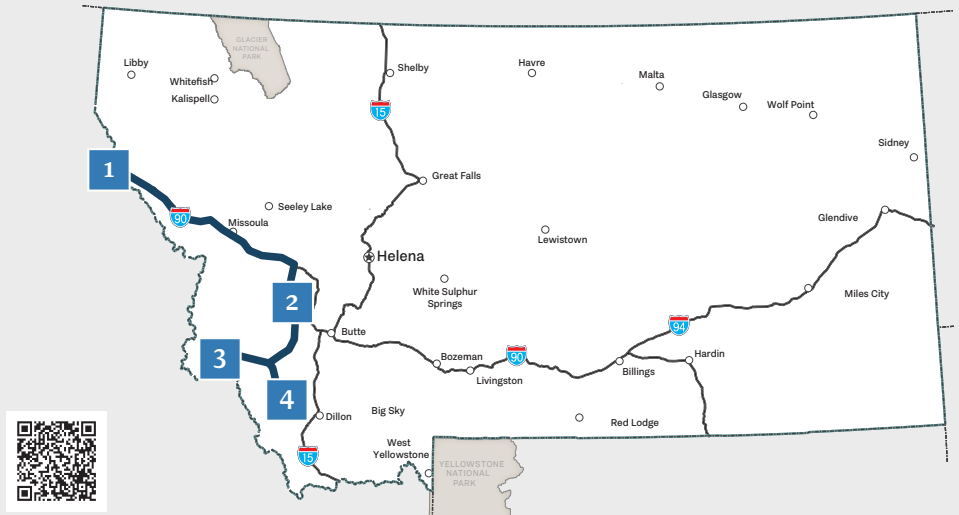 GLACIER
NATIONAL
PARK
Libby
Whitefish
Kalispell
Shelby
Havre
Malta
Glasgow
Wolf Point
Sidney
15
1
Great Falls
90
Seeley Lake
Missoula
Glendive
Lewistown
Helena
White Sulphur
Springs
Miles City
2
Butte
94
3
Bozeman
90
Livingston
Billings
Hardin
4
Dillon
Big Sky
Red Lodge
West
Yellowstone
15
YELLOWSTONE
NATIONAL
PARK